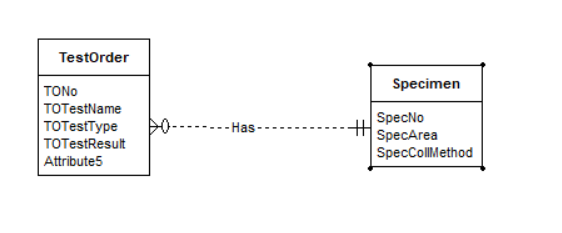 TestOrder
TONo
TOTestName
TOTestType
TOTestResult
Attribute5
Has
Specimen
SpecNo
SpecArea
SpecCollMethod